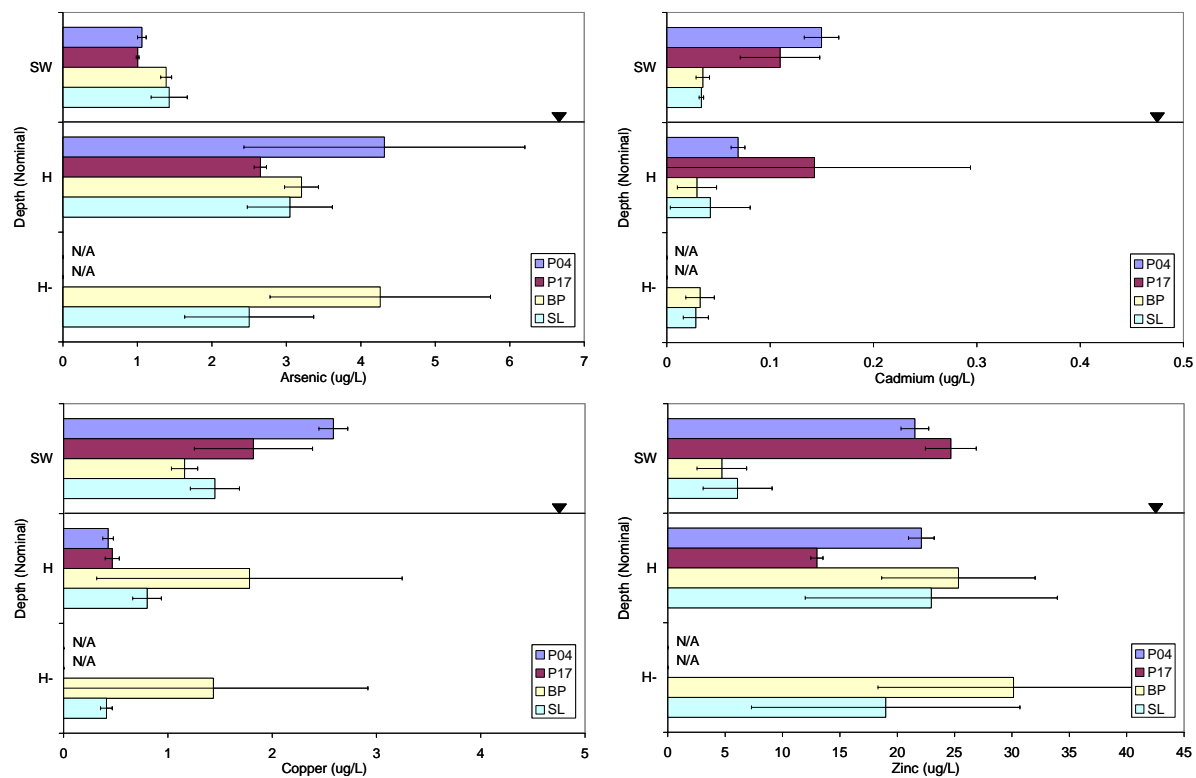 SW
H
H-
Depth (Nominal)
N/A
N/A
P04
P17
BP
SL
0 1 2 3 4 5 6 7
Arsenic (ug/L)
SW
H
H-
Depth (Nominal)
N/A
N/A
P04
P17
BP
SL
0 0.1 0.2 0.3 0.4 0.5
Cadmium (ug/L)
SW
H
H-
Depth (Nominal)
N/A
N/A
P04
P17
BP
SL
0 1 2 3 4 5
Copper (ug/L)
SW
H
H-
Depth (Nominal)
N/A
N/A
P04
P17
BP
SL
0 5 10 15 20 25 30 35 40 45
Zinc (ug/L)